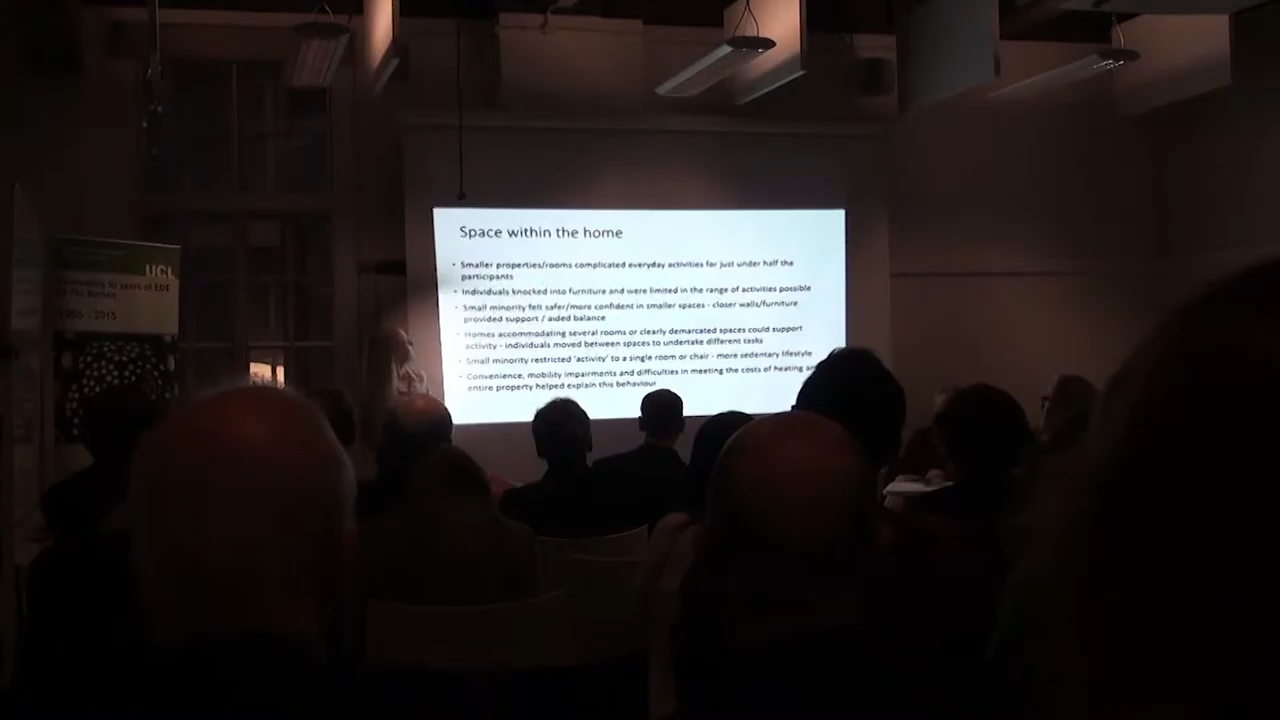 Space within the home
• Smaller properties/rooms complicated everyday activities for just under half the
participants
• Individuals knocked into furniture and were limited in the range of activities possible
• Small minority felt safer/more confident in smaller spaces - closer walls/furniture
provided support / aided balance
• Homes accommodating several rooms or clearly demarcated spaces could support
activity - individuals moved between spaces to undertake different tasks
• Small minority restricted 'activity' to a single room or chair - more sedentary lifestyle
• Convenience, mobility impairments and difficulties in meeting the costs of heating an
entire property helped explain this behaviour
UCL
50 years of EDE
at The Bartlett
- 2015